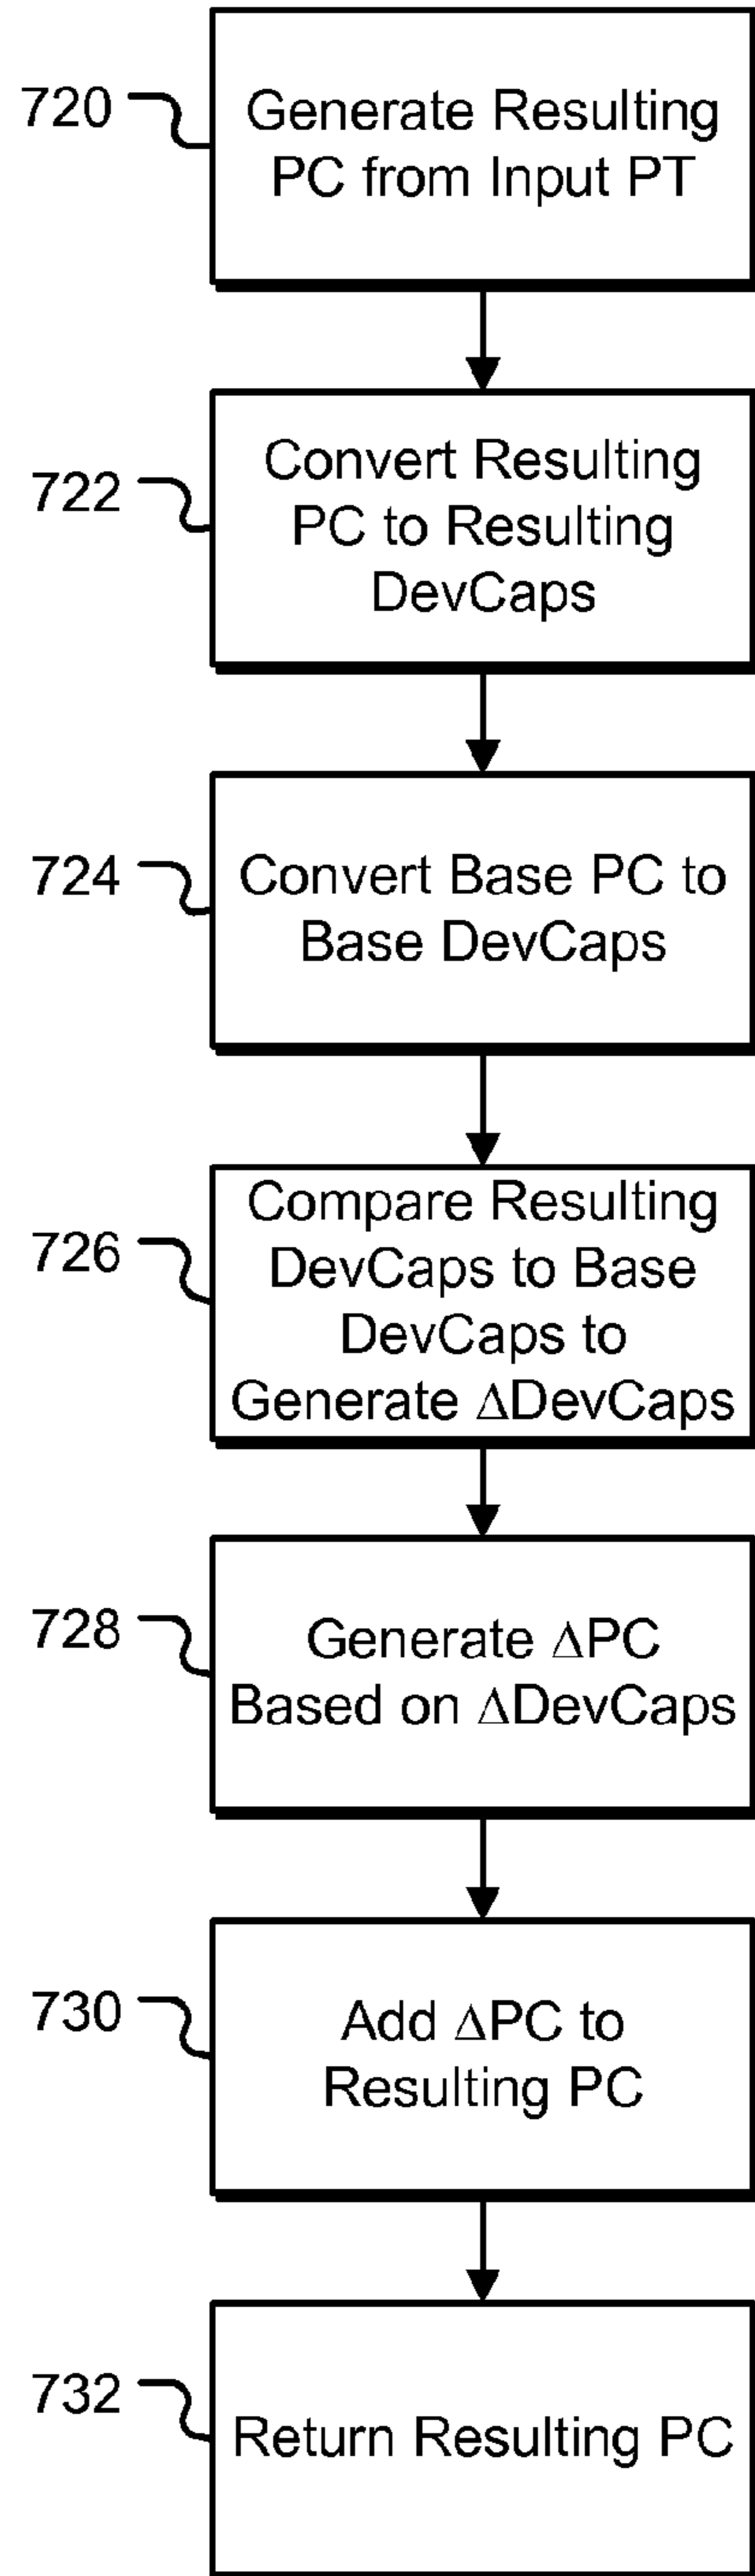 720
Generate Resulting
PC from Input PT
722
Convert Resulting
PC to Resulting
DevCaps
724
Convert Base PC to
Base DevCaps
726
Compare Resulting
DevCaps to Base
DevCaps to
Generate ΔDevCaps
728
Generate ΔPC
Based on ΔDevCaps
730
Add ΔPC to
Resulting PC
732
Return Resulting PC